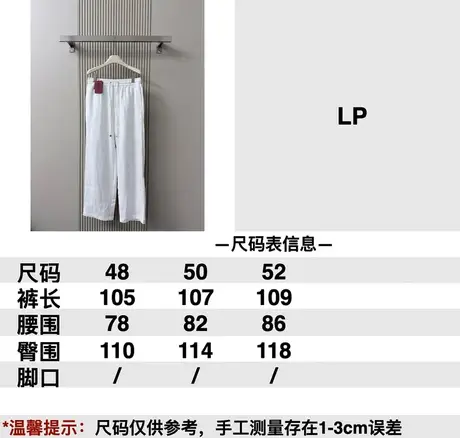 LP
—尺码表信息—
尺码 48 50 52
裤长 105 107 109
腰围 78 82 86
臀围 110 114 118
脚口 / / /
*温馨提示：尺码仅供参考，手工测量存在1-3cm误差